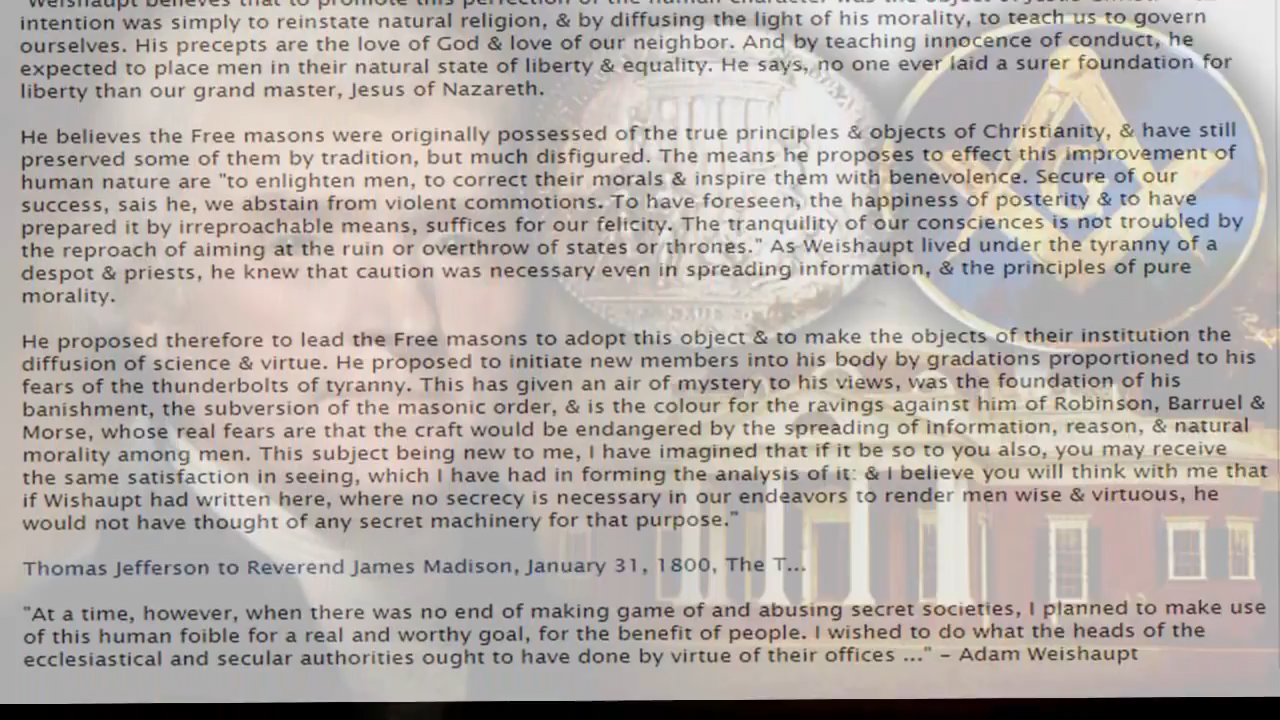 "Weishaupt believes that to promote this perfection of the human character was the object of Jesus Christ.
intention was simply to reinstate natural religion, & by diffusing the light of his morality, to teach us to govern
ourselves. His precepts are the love of God & love of our neighbor. And by teaching innocence of conduct, he
expected to place men in their natural state of liberty & equality. He says, no one ever laid a surer foundation for
liberty than our grand master, Jesus of Nazareth.
He believes the Free masons were originally possessed of the true principles & objects of Christianity, & have still
preserved some of them by tradition, but much disfigured. The means he proposes to effect this improvement of
human nature are "to enlighten men, to correct their morals & inspire them with benevolence. Secure of our
success, sais he, we abstain from violent commotions. To have foreseen, the happiness of posterity & to have
prepared it by irreproachable means, suffices for our felicity. The tranquility of our consciences is not troubled by
the reproach of aiming at the ruin or overthrow of states or thrones." As Weishaupt lived under the tyranny of a
despot & priests, he knew that caution was necessary even in spreading information, & the principles of pure
morality.
He proposed therefore to lead the Free masons to adopt this object & to make the objects of their institution the
diffusion of science & virtue. He proposed to initiate new members into his body by gradations proportioned to his
fears of the thunderbolts of tyranny. This has given an air of mystery to his views, was the foundation of his
banishment, the subversion of the masonic order, & is the colour for the ravings against him of Robinson, Barruel &
Morse, whose real fears are that the craft would be endangered by the spreading of information, reason, & natural
morality among men. This subject being new to me, I have imagined that if it be so to you also, you may receive
the same satisfaction in seeing, which I have had in forming the analysis of it: & I believe you will think with me that
if Wishaupt had written here, where no secrecy is necessary in our endeavors to render men wise & virtuous, he
would not have thought of any secret machinery for that purpose."
Thomas Jefferson to Reverend James Madison, January 31, 1800, The T...
"At a time, however, when there was no end of making game of and abusing secret societies, I planned to make use
of this human foible for a real and worthy goal, for the benefit of people. I wished to do what the heads of the
ecclesiastical and secular authorities ought to have done by virtue of their offices ..." – Adam Weishaupt